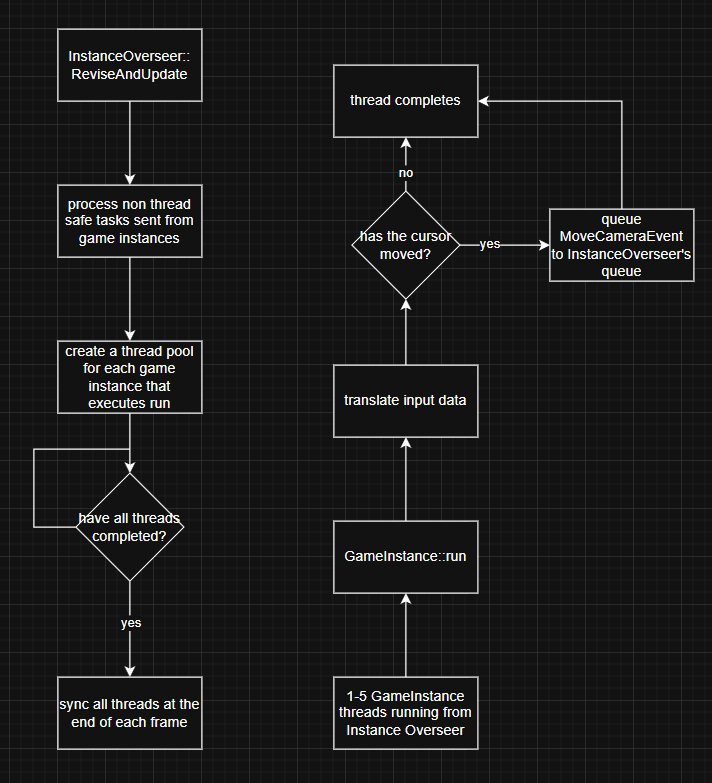 InstanceOverseer::
ReviseAndUpdate
process non thread
safe tasks sent from
game instances
create a thread pool
for each game
instance that
executes run
have all threads
completed?
yes
sync all threads at the
end of each frame
thread completes
no
has the cursor
moved?
yes
queue
MoveCameraEvent
to InstanceOverseer's
queue
translate input data
GameInstance::run
1-5 GameInstance
threads running from
Instance Overseer